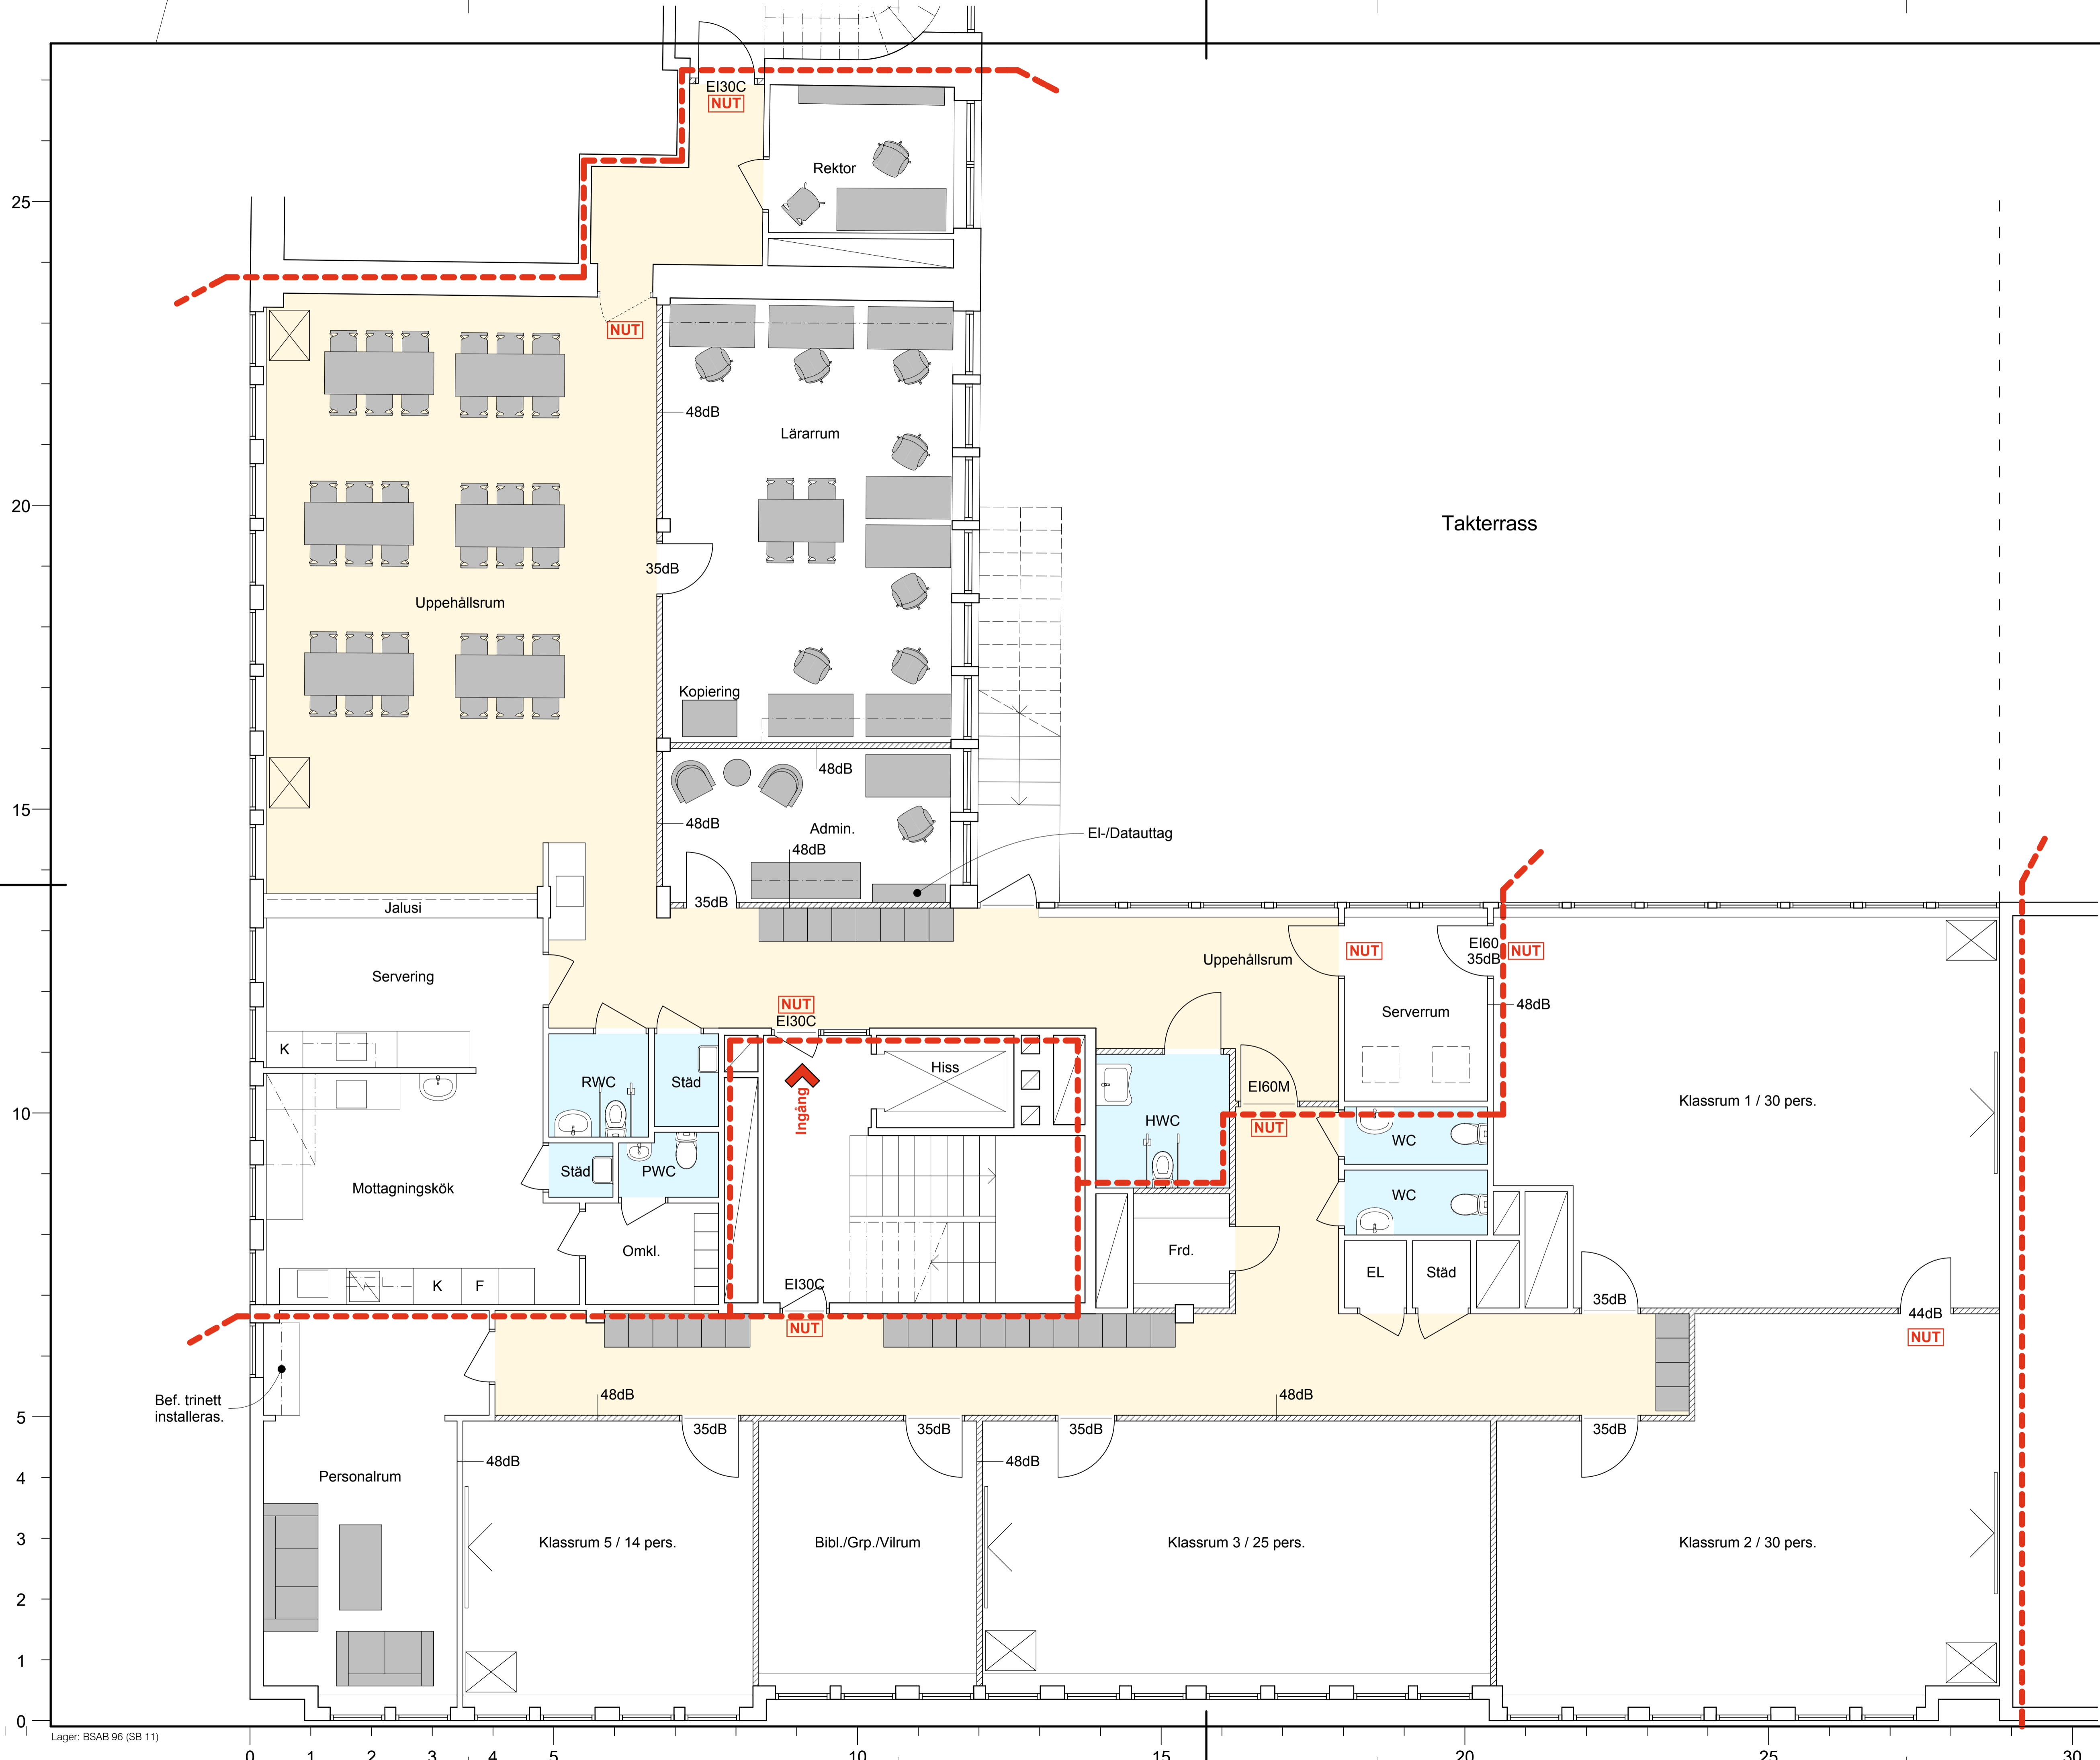 EI30C
NUT
Rektor
25
NUT
48dB
Lärarrum
20
Takterrass
35dB
Uppehållsrum
Kopiering
48dB
15
48dB
Admin.
El-/Datauttag
48dB
35dB
Jalusi
Servering
Uppehållsrum
NUT
EI60
35dB
NUT
NUT
EI30C
48dB
Serverrum
K
Hiss
RWC
Städ
Ingång
EI60M
NUT
10
HWC
Klassrum 1 / 30 pers.
WC
Städ
PWC
Mottagningskök
WC
Omkl.
Frd.
K
F
EI30C
NUT
EL
Städ
35dB
44dB
NUT
Bef. trinett
installeras.
48dB
48dB
5
35dB
35dB
35dB
35dB
48dB
48dB
4
Personalrum
3
Klassrum 5 / 14 pers.
Bibl./Grp./Vilrum
Klassrum 3 / 25 pers.
Klassrum 2 / 30 pers.
2
1
0
Lager: BSAB 96 (SB 11)
0
1
2
3
4
5
10
15
20
25
30